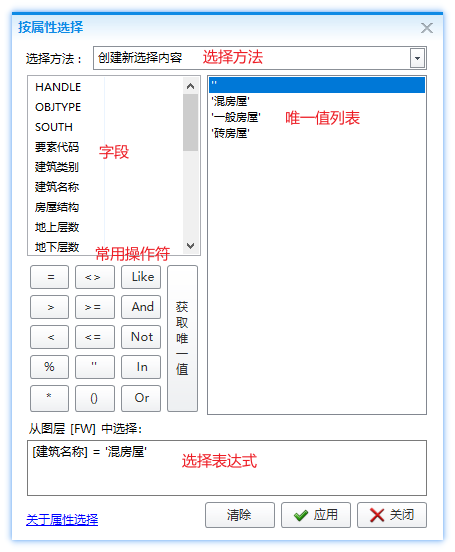 按属性选择
选择方法： 创建新选择内容 选择方法
HANDLE
OBJTYPE
SOUTH
要素代码
建筑类别
建筑名称
房屋结构
地上层数
地下层数
字段
''
'混房屋'
'一般房屋'
'砖房屋'
唯一值列表
常用操作符
= <> Like
> >= And
< <= Not
% '' In
* () Or
获取唯一值
从图层 [FW] 中选择:
[建筑名称] = '混房屋'
选择表达式
关于属性选择 清除 应用 关闭